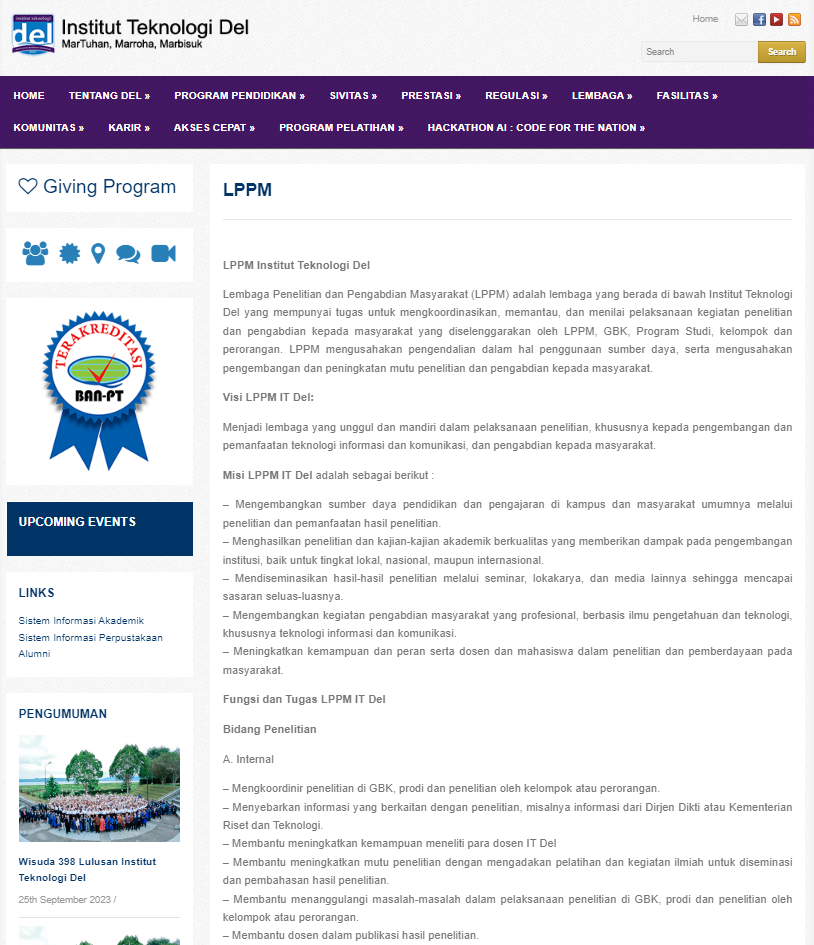 institut teknologi
del
Institut Teknologi Del
MarTuhan, Marroha, Marbisuk
Home
Search
Search
HOME
TENTANG DEL »
PROGRAM PENDIDIKAN »
SIVITAS »
PRESTASI »
REGULASI »
LEMBAGA »
FASILITAS »
KOMUNITAS »
KARIR »
AKSES CEPAT »
PROGRAM PELATIHAN »
HACKATHON AI : CODE FOR THE NATION »
Giving Program
TERAKREDITASI
BAN-PT
UPCOMING EVENTS
LINKS
Sistem Informasi Akademik
Sistem Informasi Perpustakaan
Alumni
PENGUMUMAN
Wisuda 398 Lulusan Institut
Teknologi Del
25th September 2023 /
LPPM
LPPM Institut Teknologi Del
Lembaga Penelitian dan Pengabdian Masyarakat (LPPM) adalah lembaga yang berada di bawah Institut Teknologi
Del yang mempunyai tugas untuk mengkoordinasikan, memantau, dan menilai pelaksanaan kegiatan penelitian
dan pengabdian kepada masyarakat yang diselenggarakan oleh LPPM, GBK, Program Studi, kelompok dan
perorangan. LPPM mengusahakan pengendalian dalam hal penggunaan sumber daya, serta mengusahakan
pengembangan dan peningkatan mutu penelitian dan pengabdian kepada masyarakat.
Visi LPPM IT Del:
Menjadi lembaga yang unggul dan mandiri dalam pelaksanaan penelitian, khususnya kepada pengembangan dan
pemanfaatan teknologi informasi dan komunikasi, dan pengabdian kepada masyarakat.
Misi LPPM IT Del adalah sebagai berikut :
– Mengembangkan sumber daya pendidikan dan pengajaran di kampus dan masyarakat umumnya melalui
penelitian dan pemanfaatan hasil penelitian.
– Menghasilkan penelitian dan kajian-kajian akademik berkualitas yang memberikan dampak pada pengembangan
institusi, baik untuk tingkat lokal, nasional, maupun internasional.
– Mendiseminasikan hasil-hasil penelitian melalui seminar, lokakarya, dan media lainnya sehingga mencapai
sasaran seluas-luasnya.
– Mengembangkan kegiatan pengabdian masyarakat yang profesional, berbasis ilmu pengetahuan dan teknologi,
khususnya teknologi informasi dan komunikasi.
– Meningkatkan kemampuan dan peran serta dosen dan mahasiswa dalam penelitian dan pemberdayaan pada
masyarakat.
Fungsi dan Tugas LPPM IT Del
Bidang Penelitian
A. Internal
– Mengkoordinir penelitian di GBK, prodi dan penelitian oleh kelompok atau perorangan.
– Menyebarkan informasi yang berkaitan dengan penelitian, misalnya informasi dari Dirjen Dikti atau Kementerian
Riset dan Teknologi.
– Membantu meningkatkan kemampuan meneliti para dosen IT Del
– Membantu meningkatkan mutu penelitian dengan mengadakan pelatihan dan kegiatan ilmiah untuk diseminasi
dan pembahasan hasil penelitian.
– Membantu menanggulangi masalah-masalah dalam pelaksanaan penelitian di GBK, prodi dan penelitian oleh
kelompok atau perorangan.
– Membantu dosen dalam publikasi hasil penelitian.